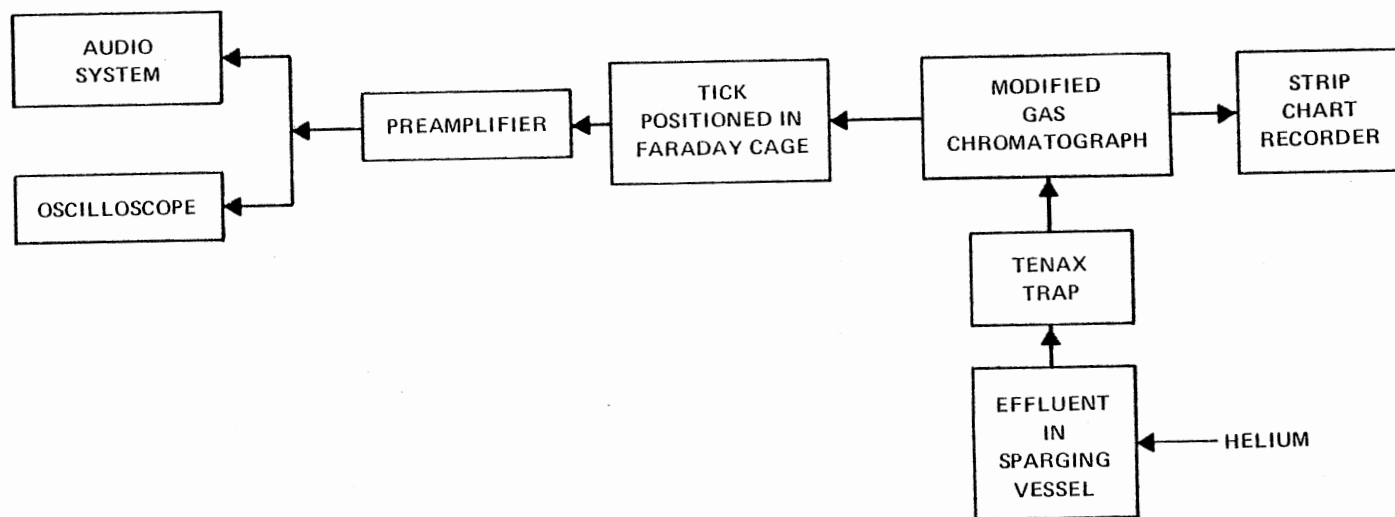 AUDIO
SYSTEM
OSCILLOSCOPE
PREAMPLIFIER
TICK
POSITIONED IN
FARADAY CAGE
MODIFIED
GAS
CHROMATOGRAPH
STRIP
CHART
RECORDER
TENAX
TRAP
EFFLUENT
IN
SPARGING
VESSEL
HELIUM